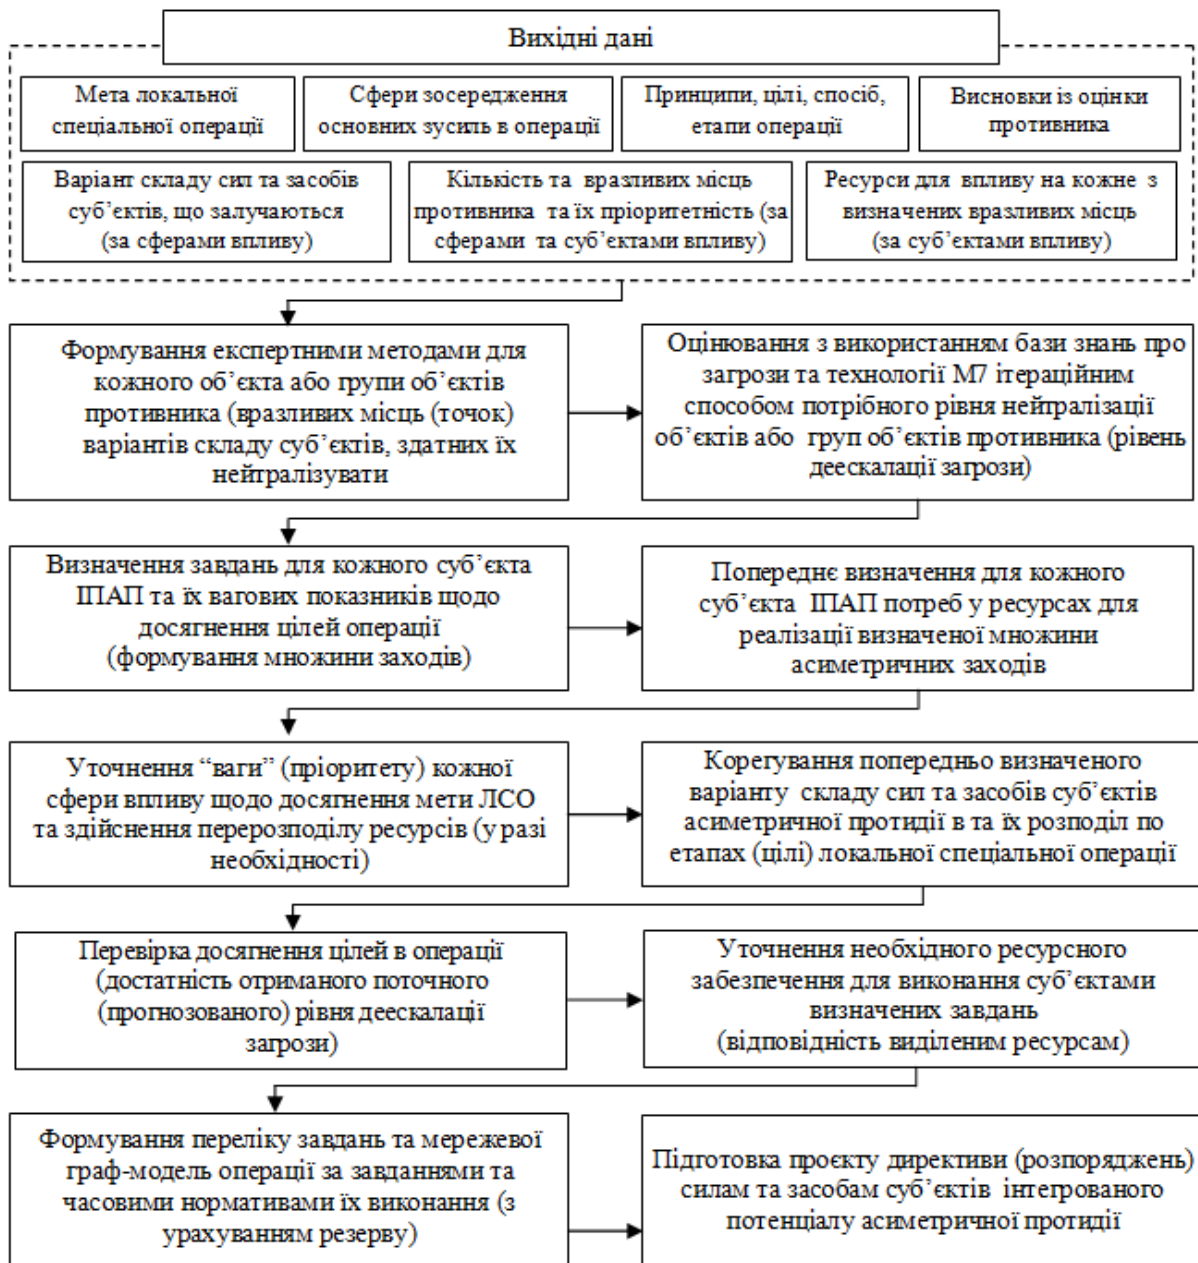 Вихідні дані
Мета локальної
спеціальної операції
Сфери зосередження
основних зусиль в операції
Принципи, цілі, спосіб,
етапи операції
Висновки із оцінки
противника
Варіант складу сил та засобів
суб’єктів, що залучаються
(за сферами впливу)
Кількість та вразливих місць
противника та їх пріоритетність (за
сферами та суб’єктами впливу)
Ресурси для впливу на кожне з
визначених вразливих місць
(за суб’єктами впливу)
Формування експертними методами для
кожного об’єкта або групи об’єктів
противника (вразливих місць (точок)
варіантів складу суб’єктів, здатних їх
нейтралізувати
Оцінювання з використанням бази знань про
загрози та технології М7 ітераційним
способом потрібного рівня нейтралізації
об’єктів або груп об’єктів противника (рівень
деескалації загрози)
Визначення завдань для кожного суб’єкта
ІПАП та їх вагових показників щодо
досягнення цілей операції
(формування множини заходів)
Попереднє визначення для кожного
суб’єкта ІПАП потреб у ресурсах для
реалізації визначеної множини
асиметричних заходів
Уточнення “ваги” (пріоритету) кожної
сфери впливу щодо досягнення мети ЛСО
та здійснення перерозподілу ресурсів (у разі
необхідності)
Корегування попередньо визначеного
варіанту складу сил та засобів суб’єктів
асиметричної протидії в та їх розподіл по
етапах (цілі) локальної спеціальної операції
Перевірка досягнення цілей в операції
(достатність отриманого поточного
(прогнозованого) рівня деескалації
загрози)
Уточнення необхідного ресурсного
забезпечення для виконання суб’єктами
визначених завдань
(відповідність виділеним ресурсам)
Формування переліку завдань та мережевої
граф-модель операції за завданнями та
часовими нормативами їх виконання (з
урахуванням резерву)
Підготовка проєкту директиви (розпоряджень)
силам та засобам суб’єктів інтегрованого
потенціалу асиметричної протидії